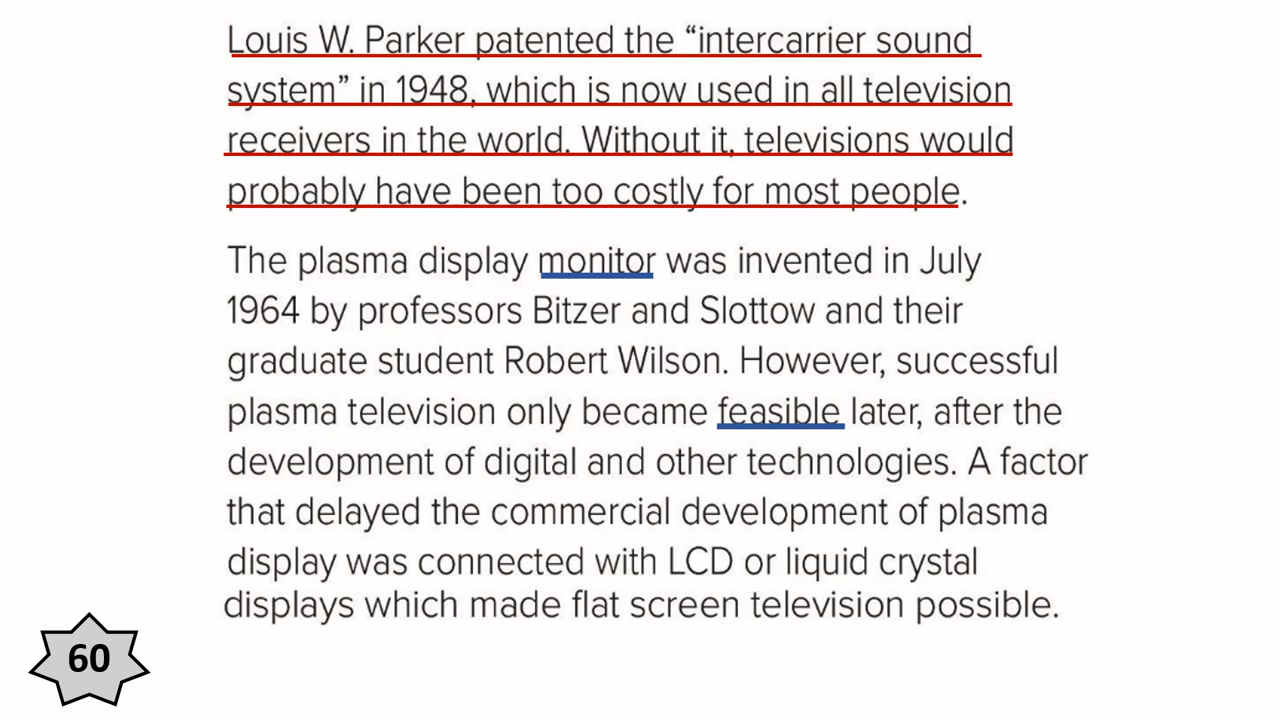 Louis W. Parker patented the “intercarrier sound
system” in 1948, which is now used in all television
receivers in the world. Without it, televisions would
probably have been too costly for most people.
The plasma display monitor was invented in July
1964 by professors Bitzer and Slottow and their
graduate student Robert Wilson. However, successful
plasma television only became feasible later, after the
development of digital and other technologies. A factor
that delayed the commercial development of plasma
display was connected with LCD or liquid crystal
displays which made flat screen television possible.
60